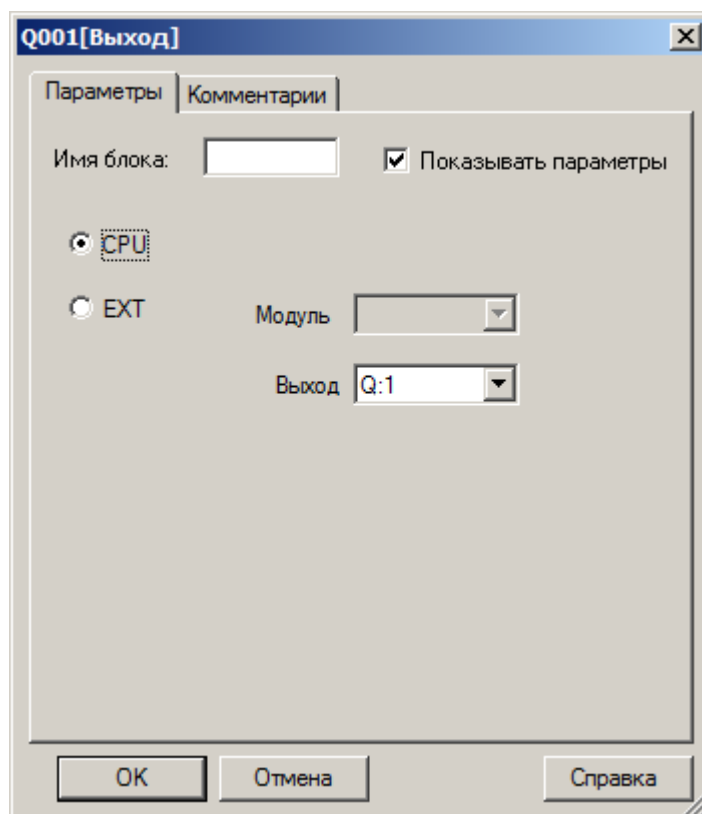 Q001[Выход]
Параметры Комментарии
Имя блока: Показывать параметры
CPU
EXT Модуль
Выход Q:1
OK Отмена Справка